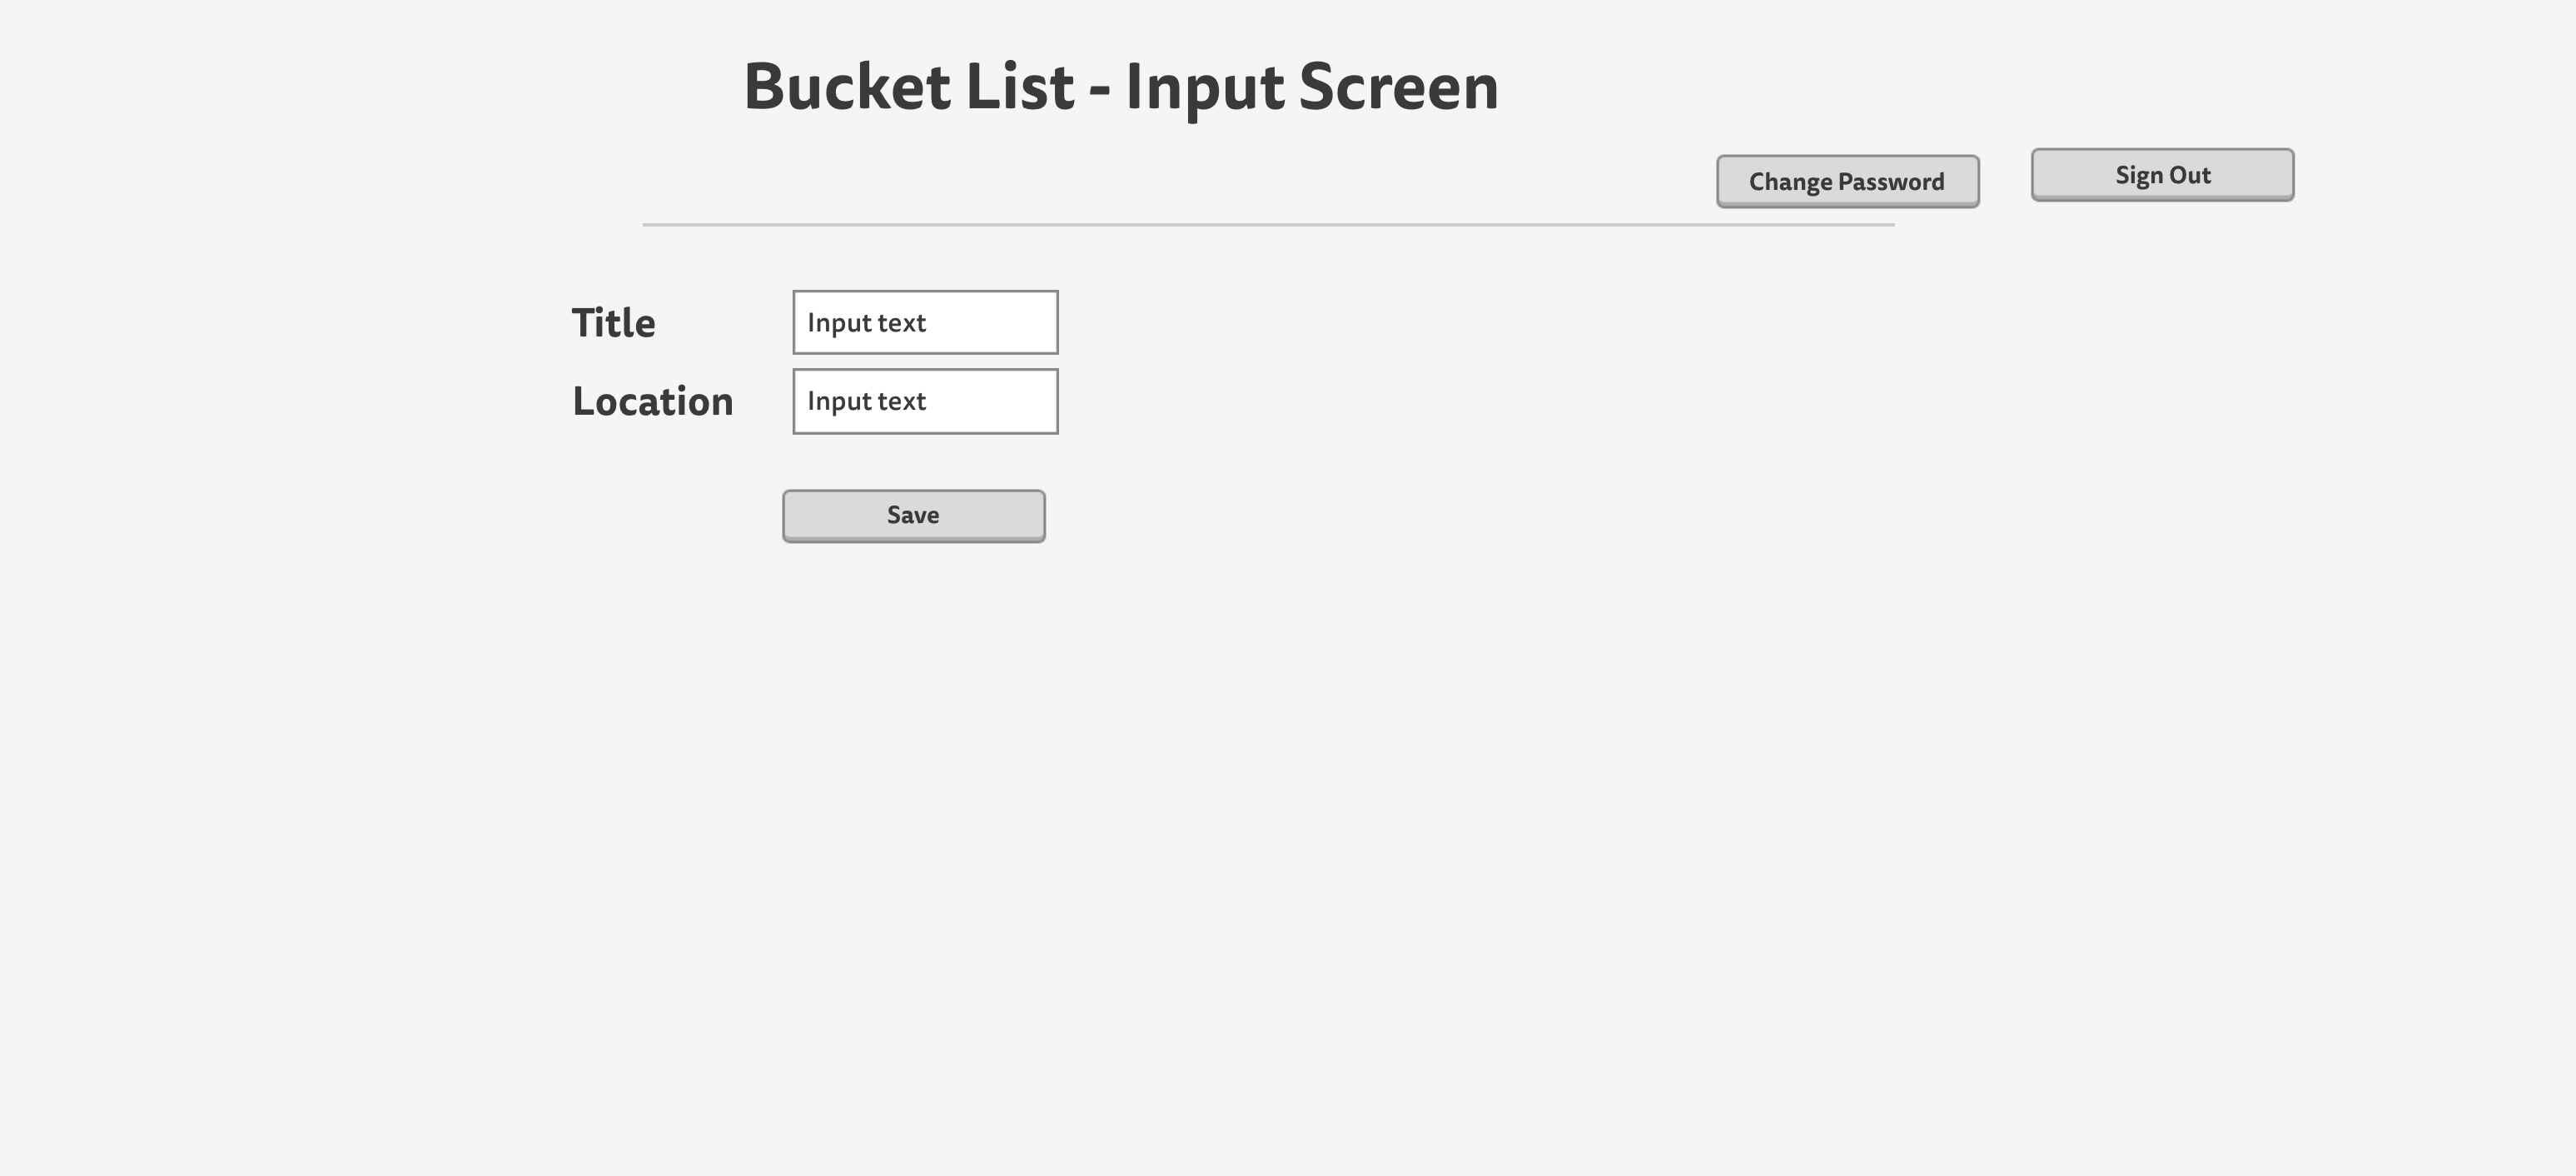 Bucket List - Input Screen
Change Password
Sign Out
Title
Input text
Location
Input text
Save